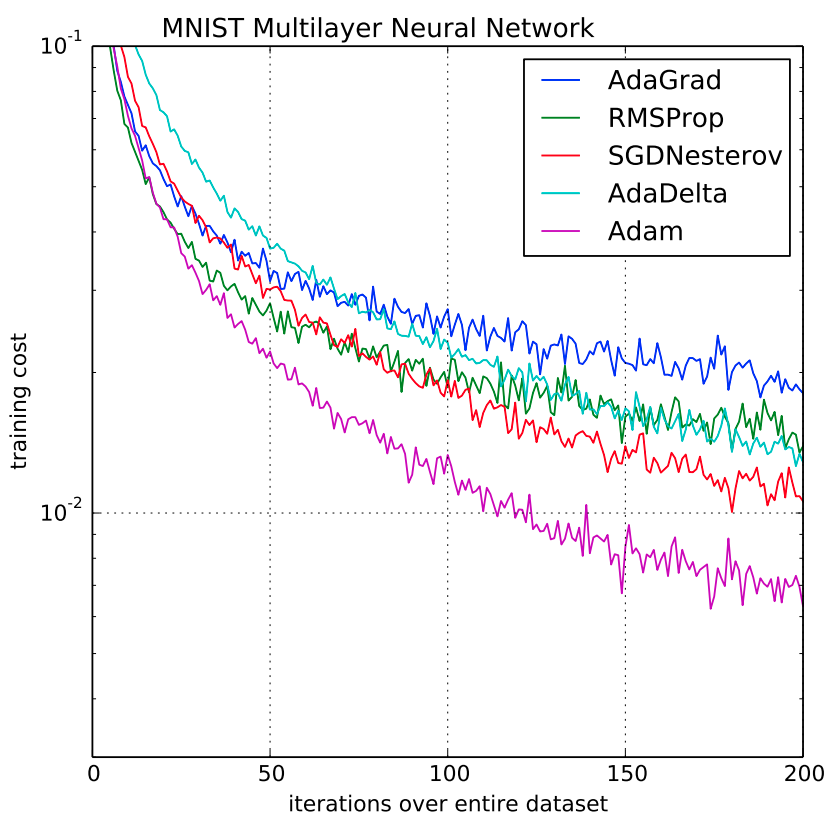 MNIST Multilayer Neural Network
10^-1
AdaGrad
RMSProp
SGDNesterov
AdaDelta
Adam
training cost
10^-2
0 50 100 150 200
iterations over entire dataset